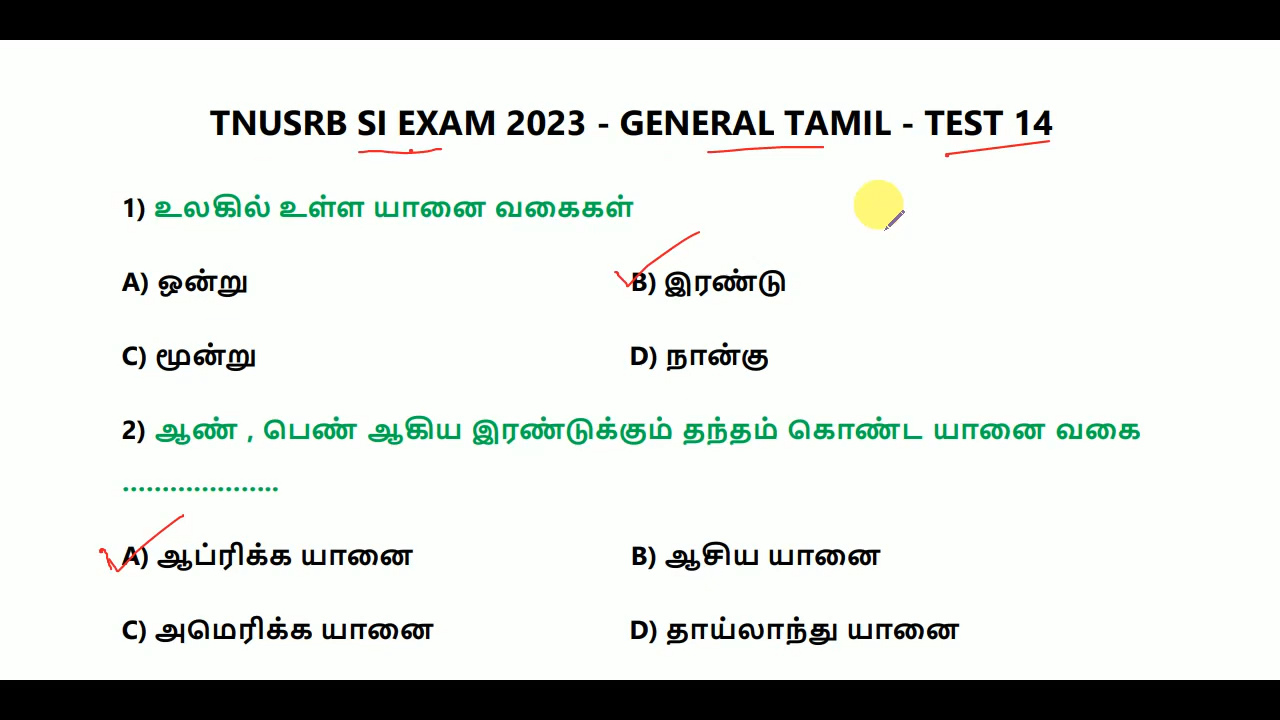 TNUSRB SI EXAM 2023 - GENERAL TAMIL - TEST 14
1) உலகில் உள்ள யானை வகைகள்
A) ஒன்று B) இரண்டு
C) மூன்று D) நான்கு
2) ஆண் , பெண் ஆகிய இரண்டுக்கும் தந்தம் கொண்ட யானை வகை
....................
A) ஆப்ரிக்க யானை B) ஆசிய யானை
C) அமெரிக்க யானை D) தாய்லாந்து யானை